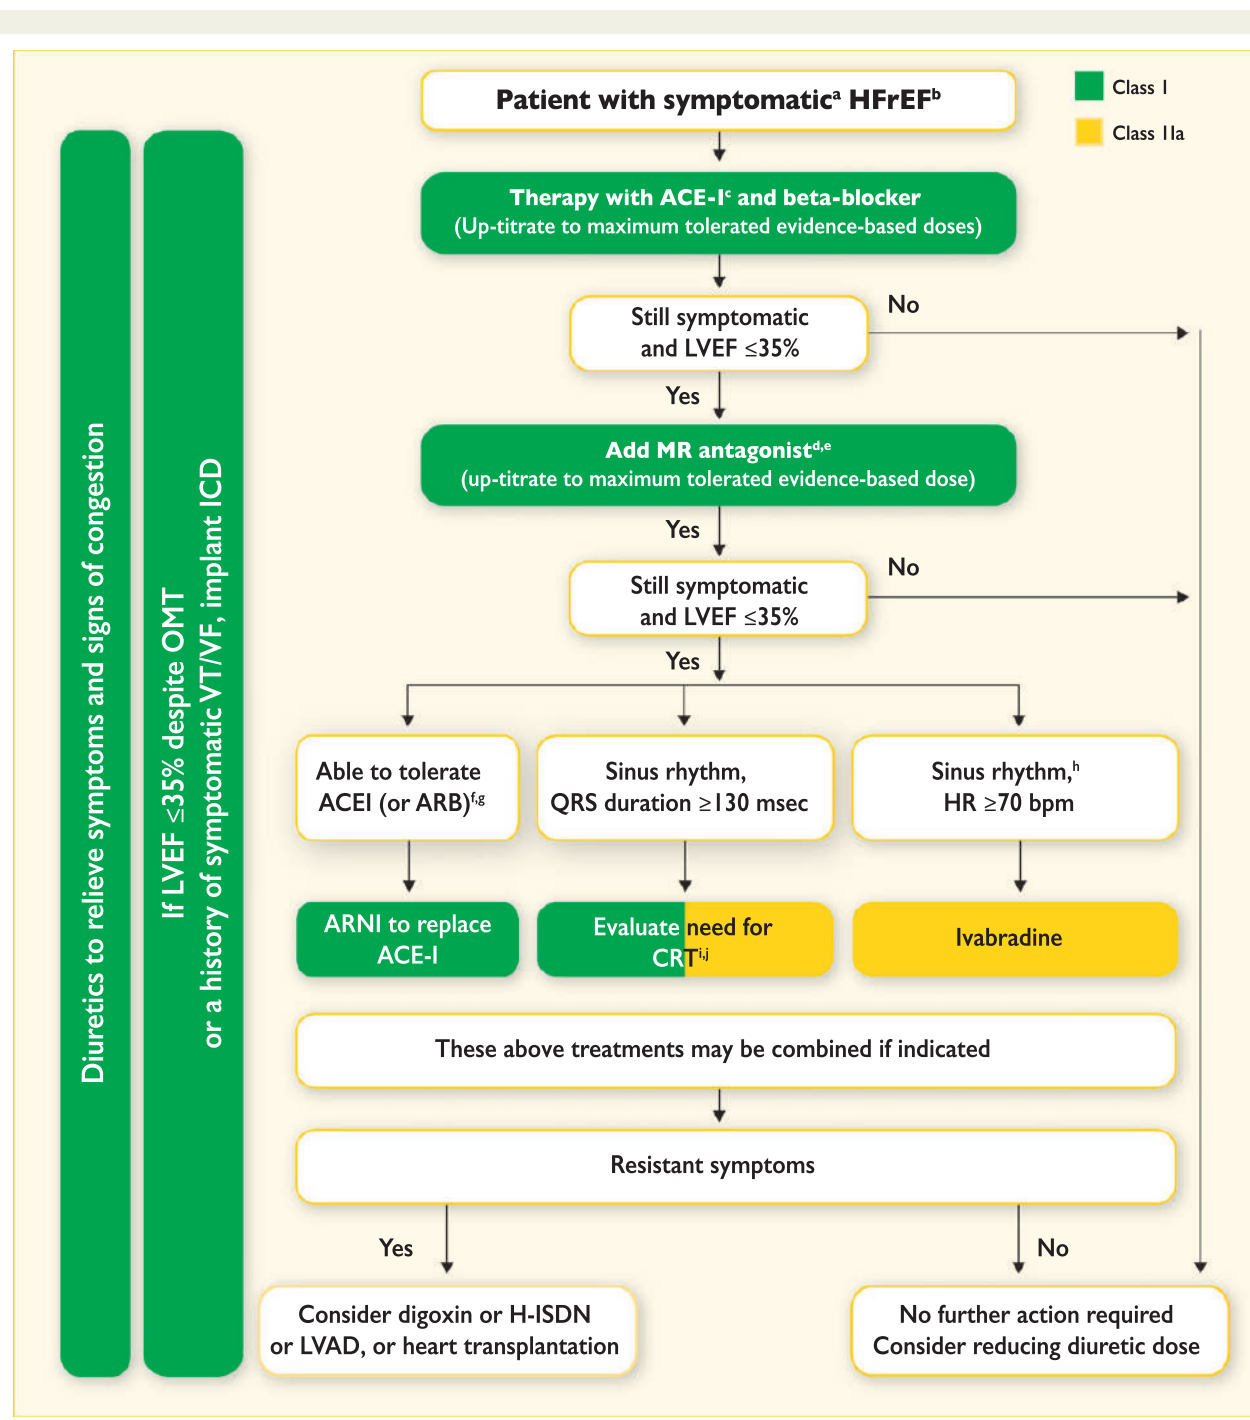 Patient with symptomaticᵃ HFrEFᵇ
Class I
Class IIa
Therapy with ACE-Iᶜ and beta-blocker
(Up-titrate to maximum tolerated evidence-based doses)
Still symptomatic
and LVEF ≤35%
No
Yes
Add MR antagonistᵈ,ᵉ
(up-titrate to maximum tolerated evidence-based dose)
Yes
Still symptomatic
and LVEF ≤35%
No
Yes
Able to tolerate
ACEI (or ARB)ᶠ,ᵍ
Sinus rhythm,
QRS duration ≥130 msec
Sinus rhythm,ʰ
HR ≥70 bpm
ARNI to replace
ACE-I
Evaluate need for
CRTⁱ,ʲ
Ivabradine
These above treatments may be combined if indicated
Resistant symptoms
Yes
No
Consider digoxin or H-ISDN
or LVAD, or heart transplantation
No further action required
Consider reducing diuretic dose
Diuretics to relieve symptoms and signs of congestion
If LVEF ≤35% despite OMT
or a history of symptomatic VT/VF, implant ICD